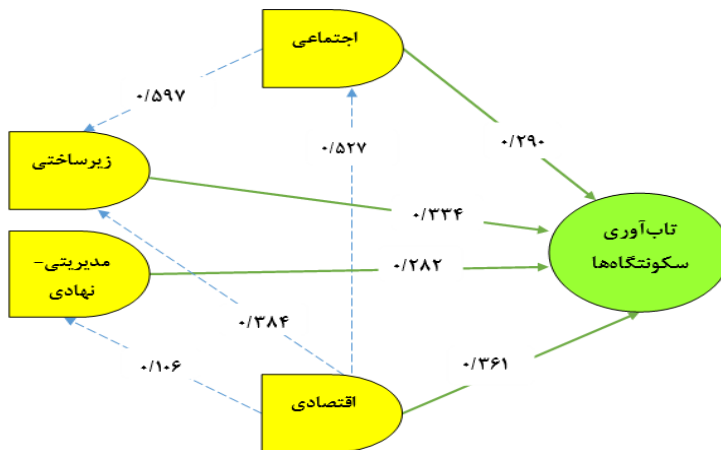 اجتماعی
۰/۵۹۷
۰/۲۹۰
زیرساختی
۰/۵۲۷
۰/۳۳۴
تاب‌آوری
سکونتگاه‌ها
مدیریتی-
نهادی
۰/۲۸۲
۰/۳۸۴
۰/۱۰۶
۰/۳۶۱
اقتصادی